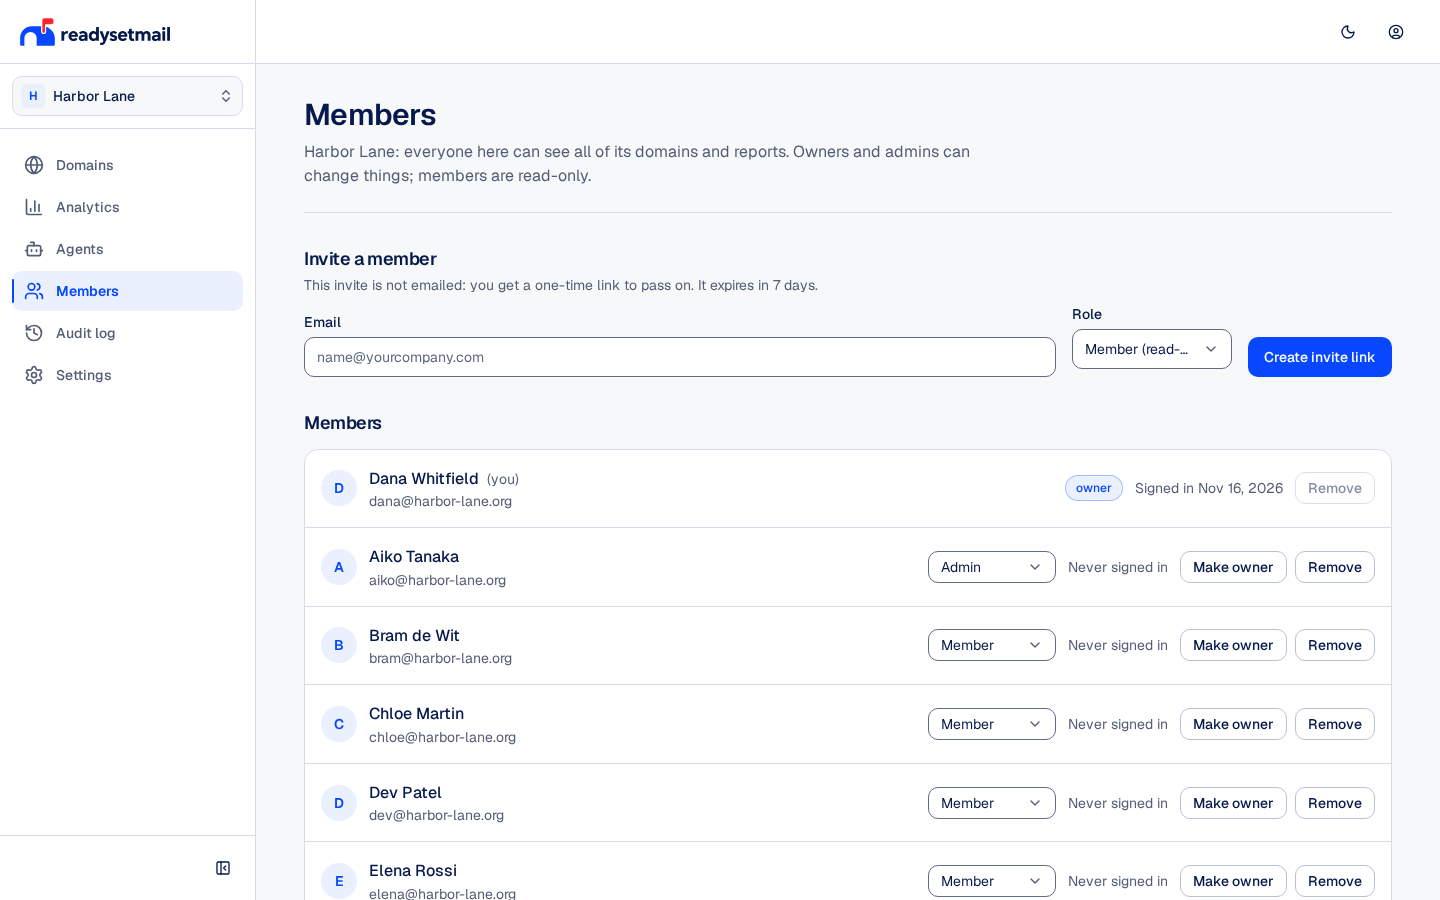 readysetmail
H Harbor Lane
Domains
Analytics
Agents
Members
Audit log
Settings
Members
Harbor Lane: everyone here can see all of its domains and reports. Owners and admins can
change things; members are read-only.
Invite a member
This invite is not emailed: you get a one-time link to pass on. It expires in 7 days.
Email
Role
name@yourcompany.com
Member (read-...
Create invite link
Members
D Dana Whitfield (you)
dana@harbor-lane.org
owner Signed in Nov 16, 2026 Remove
A Aiko Tanaka
aiko@harbor-lane.org
Admin Never signed in Make owner Remove
B Bram de Wit
bram@harbor-lane.org
Member Never signed in Make owner Remove
C Chloe Martin
chloe@harbor-lane.org
Member Never signed in Make owner Remove
D Dev Patel
dev@harbor-lane.org
Member Never signed in Make owner Remove
E Elena Rossi
elena@harbor-lane.org
Member Never signed in Make owner Remove